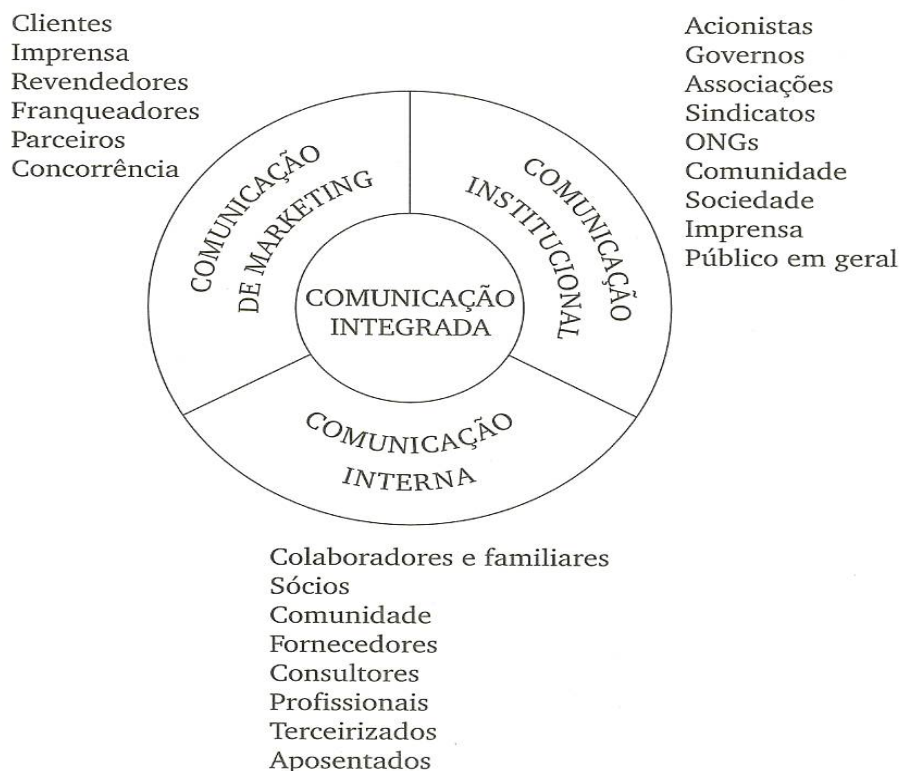 Clientes
Imprensa
Revendedores
Franqueadores
Parceiros
Concorrência
Acionistas
Governos
Associações
Sindicatos
ONGs
Comunidade
Sociedade
Imprensa
Público em geral
COMUNICAÇÃO
DE MARKETING
COMUNICAÇÃO
INSTITUCIONAL
COMUNICAÇÃO
INTEGRADA
COMUNICAÇÃO
INTERNA
Colaboradores e familiares
Sócios
Comunidade
Fornecedores
Consultores
Profissionais
Terceirizados
Aposentados